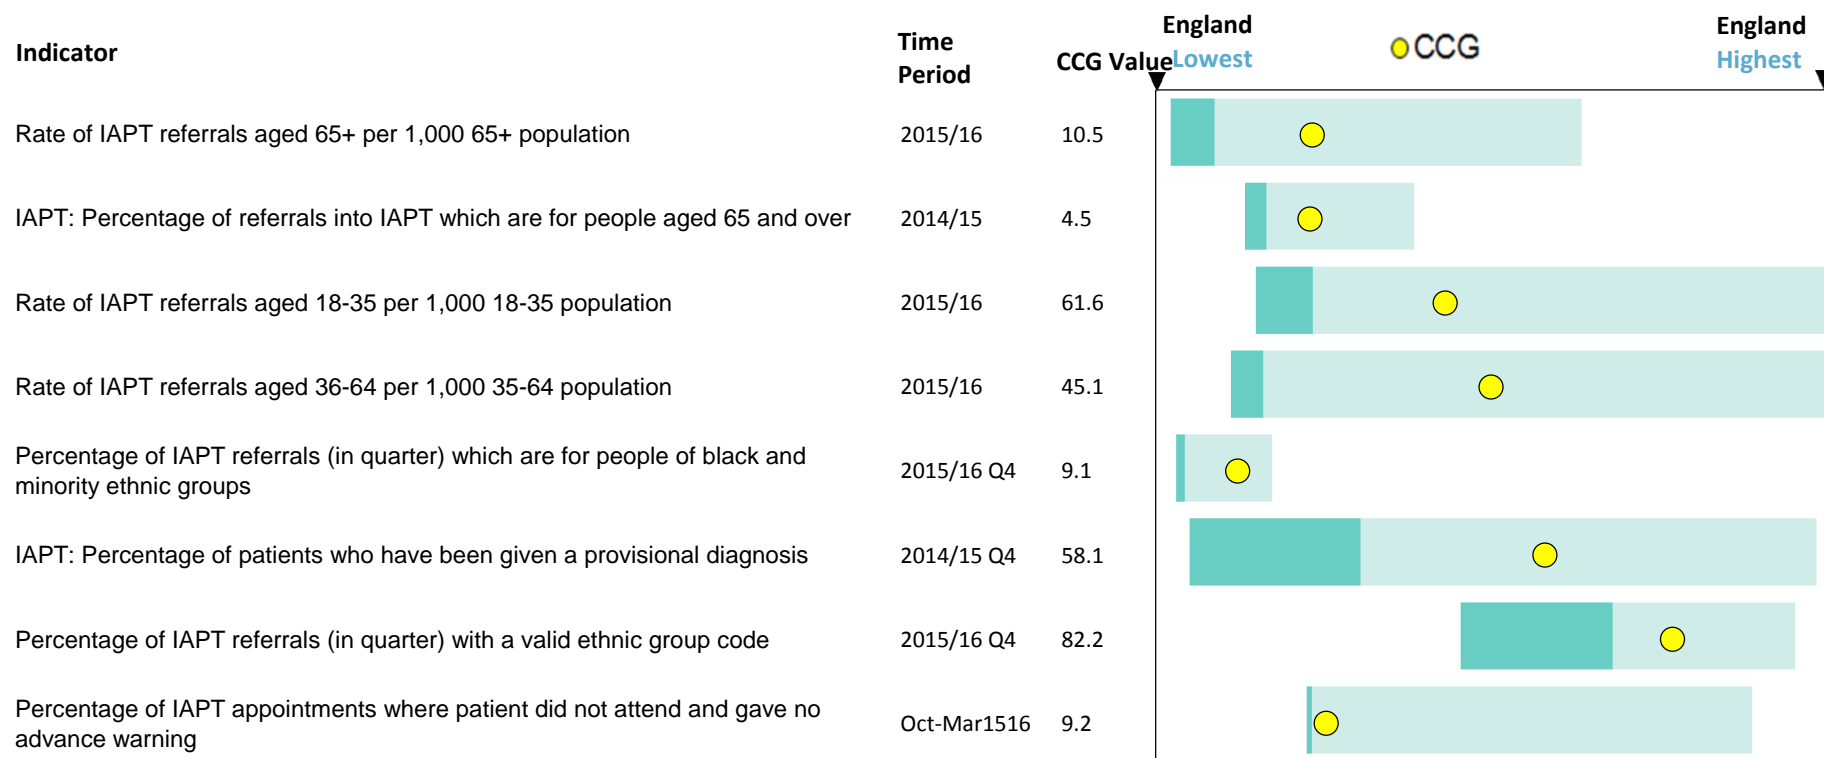 Indicator
Time
Period
CCG Value
England
Lowest
CCG
England
Highest
Rate of IAPT referrals aged 65+ per 1,000 65+ population
2015/16
10.5
IAPT: Percentage of referrals into IAPT which are for people aged 65 and over
2014/15
4.5
Rate of IAPT referrals aged 18-35 per 1,000 18-35 population
2015/16
61.6
Rate of IAPT referrals aged 36-64 per 1,000 35-64 population
2015/16
45.1
Percentage of IAPT referrals (in quarter) which are for people of black and
minority ethnic groups
2015/16 Q4
9.1
IAPT: Percentage of patients who have been given a provisional diagnosis
2014/15 Q4
58.1
Percentage of IAPT referrals (in quarter) with a valid ethnic group code
2015/16 Q4
82.2
Percentage of IAPT appointments where patient did not attend and gave no
advance warning
Oct-Mar1516
9.2